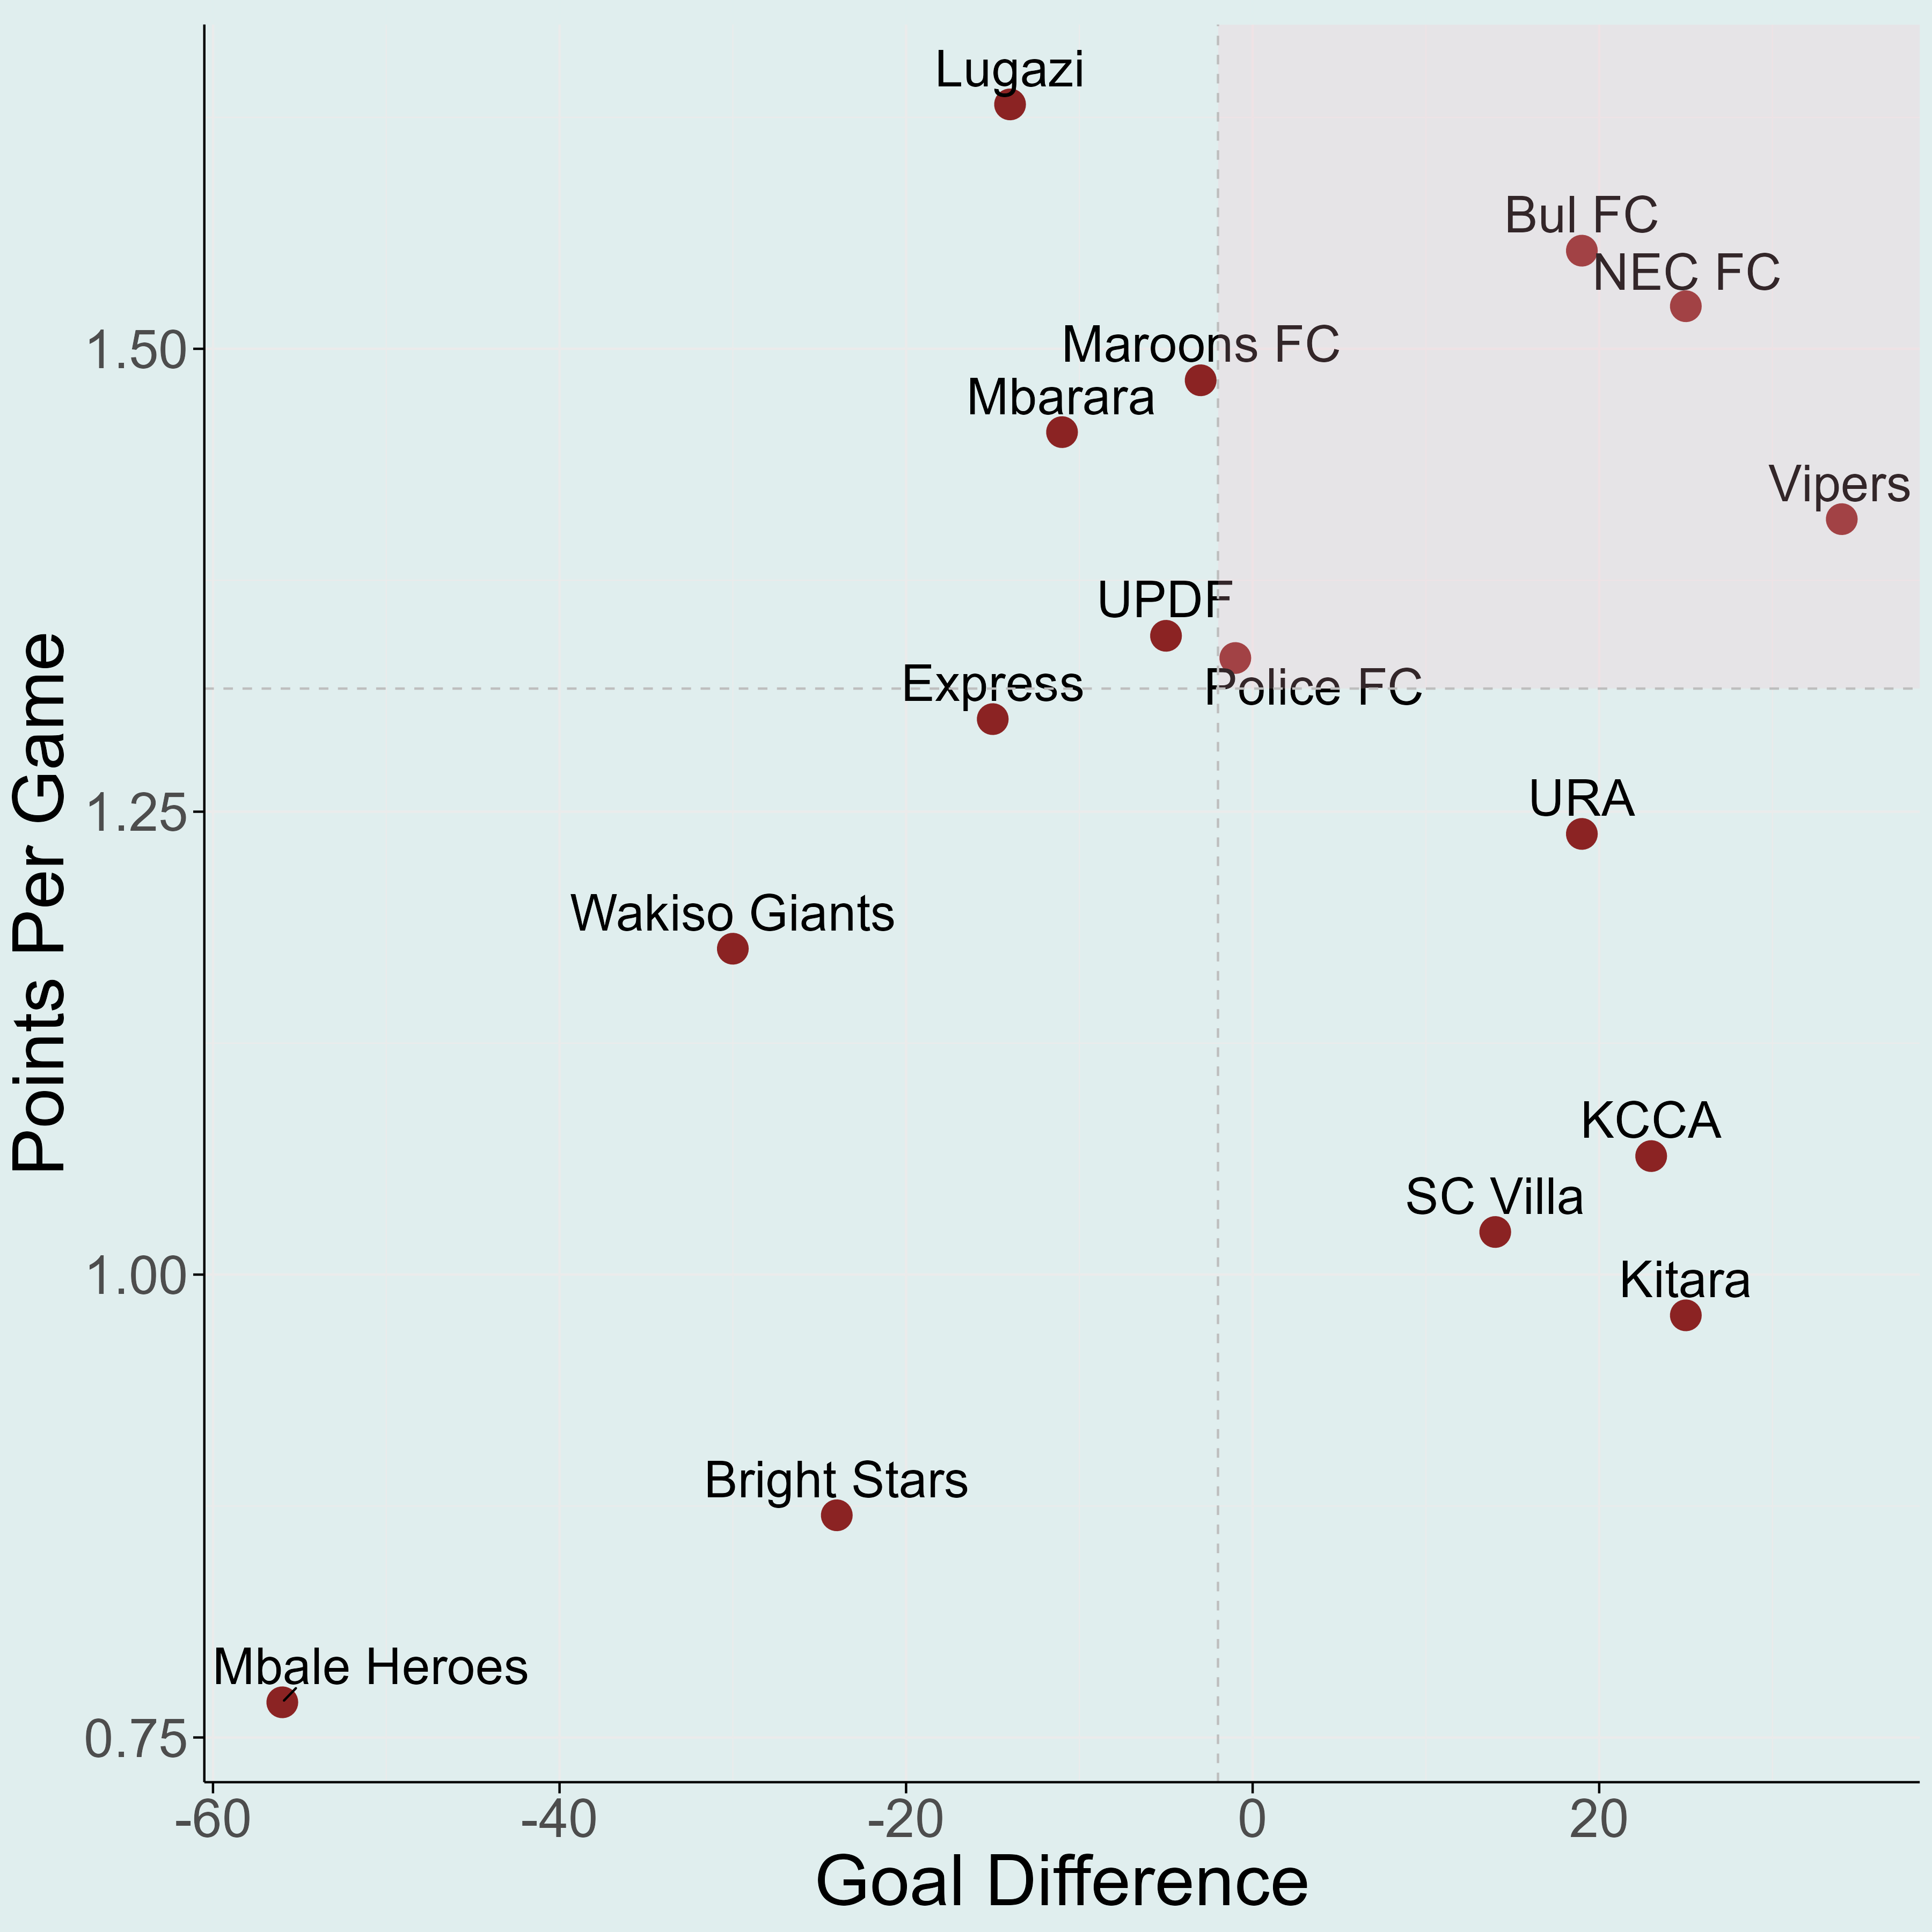 Lugazi
Bul FC
NEC FC
Maroons FC
Mbarara
Vipers
UPDF
Express
Police FC
URA
Wakiso Giants
KCCA
SC Villa
Kitara
Bright Stars
Mbale Heroes
Points Per Game
1.50
1.25
1.00
0.75
-60
-40
-20
0
20
Goal Difference